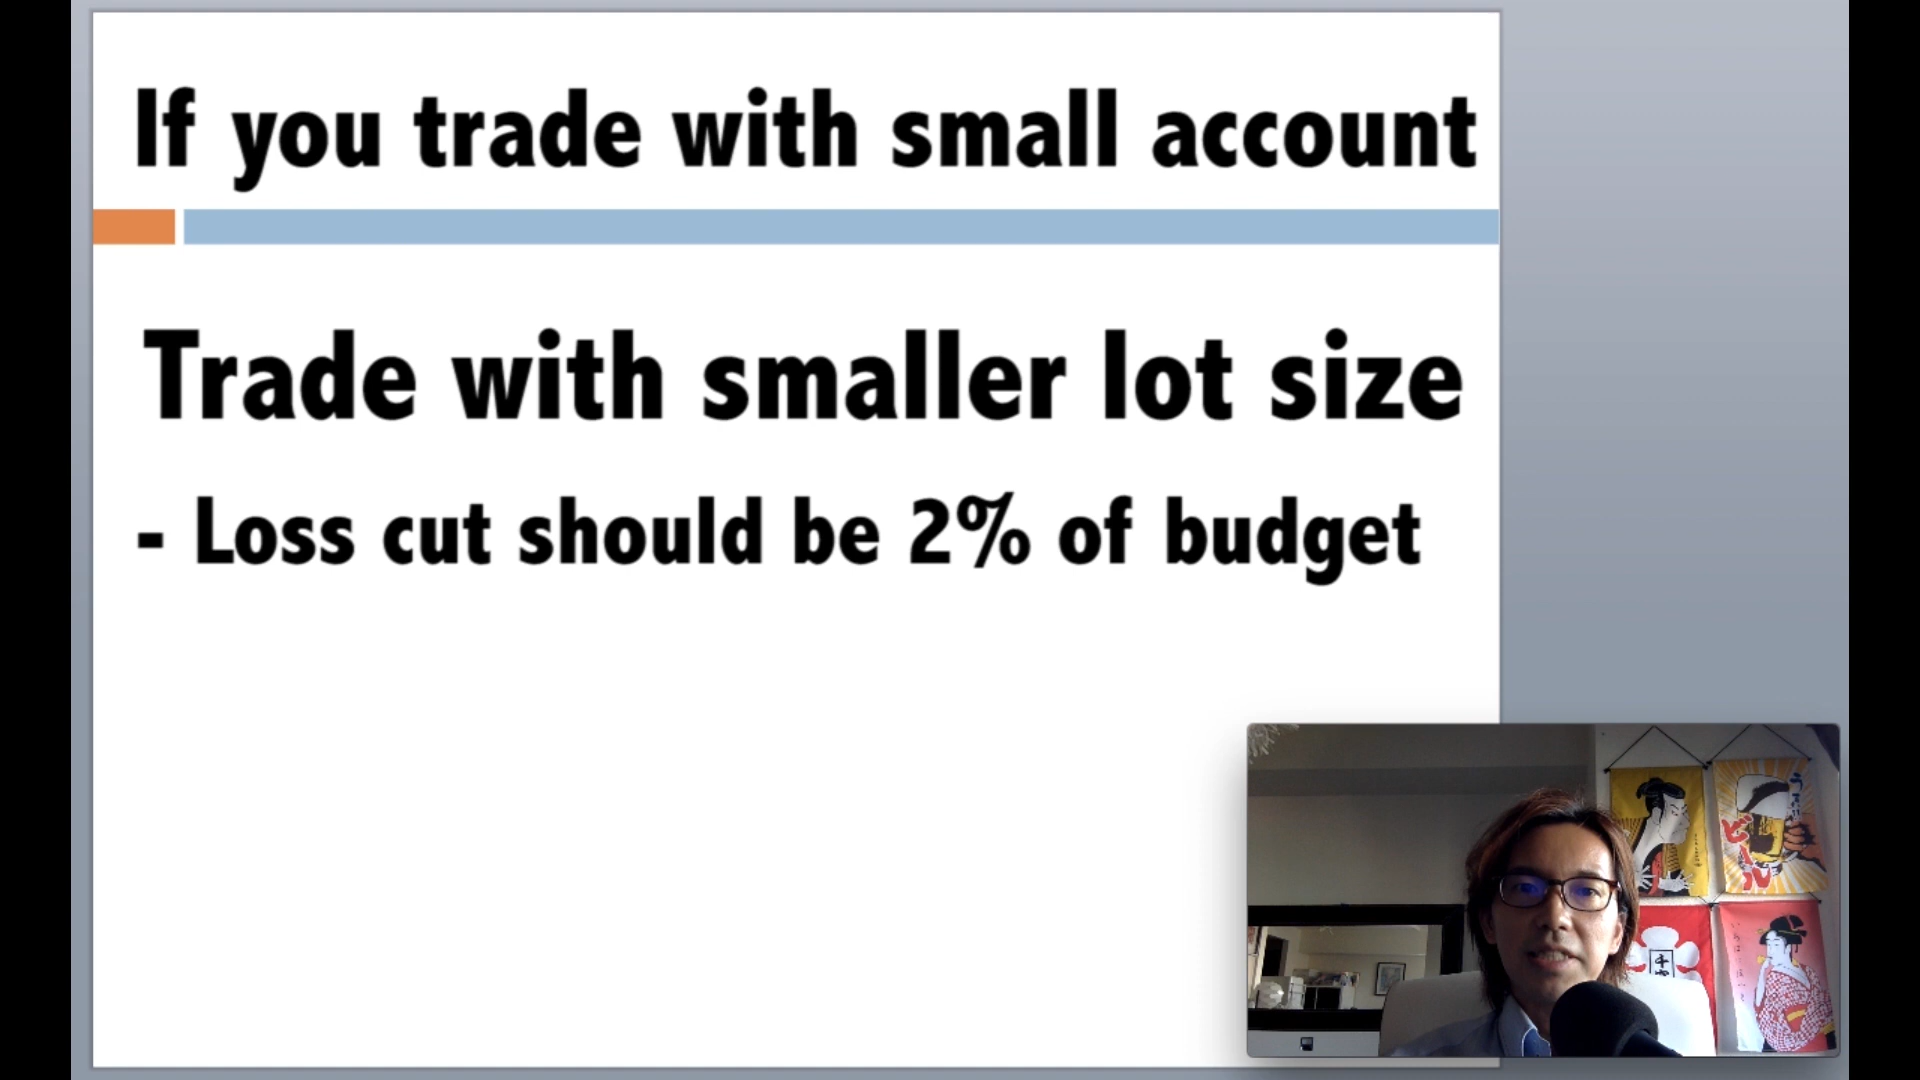 If you trade with small account
Trade with smaller lot size
- Loss cut should be 2% of budget